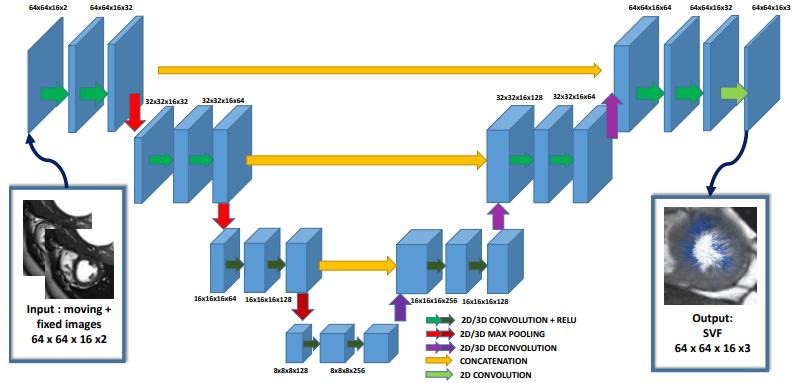 64x64x16x2
64x64x16x32
64x64x16x64
64x64x16x32
64x64x16x3
32x32x16x32
32x32x16x64
32x32x16x128
32x32x16x64
16x16x16x64
16x16x16x128
16x16x16x256
16x16x16x128
8x8x8x128
8x8x8x256
Input : moving +
fixed images
64 x 64 x 16 x2
2D/3D CONVOLUTION + RELU
2D/3D MAX POOLING
2D/3D DECONVOLUTION
CONCATENATION
2D CONVOLUTION
Output:
SVF
64 x 64 x 16 x3